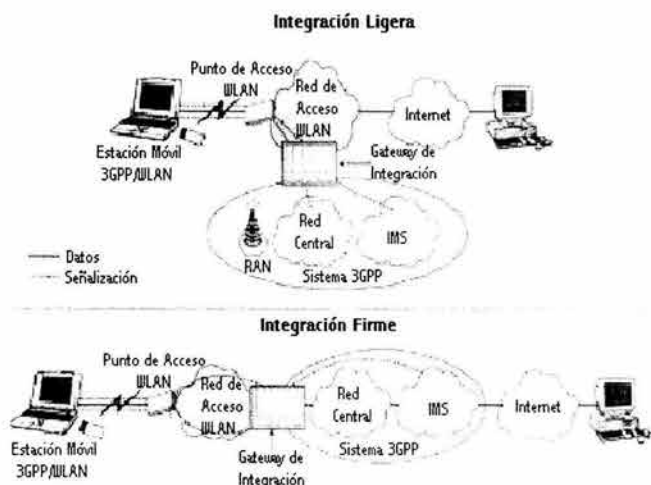 Integración Ligera
Punto de Acceso
WLAN
Red de
Acceso
WLAN
Internet
Estación Móvil
3GPP/WLAN
Gateway de
Integración
Red
Central
IMS
RAN
Sistema 3GPP
Datos
Señalización
Integración Firme
Punto de Acceso
WLAN
Red de
Acceso
WLAN
Red
Central
IMS
Internet
Estación Móvil
3GPP/WLAN
Gateway de
Integración
Sistema 3GPP